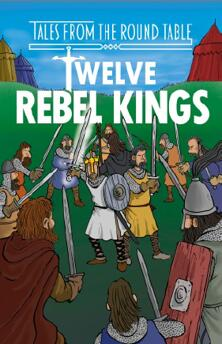 TALES FROM THE ROUND TABLE
TWELVE
REBEL KINGS